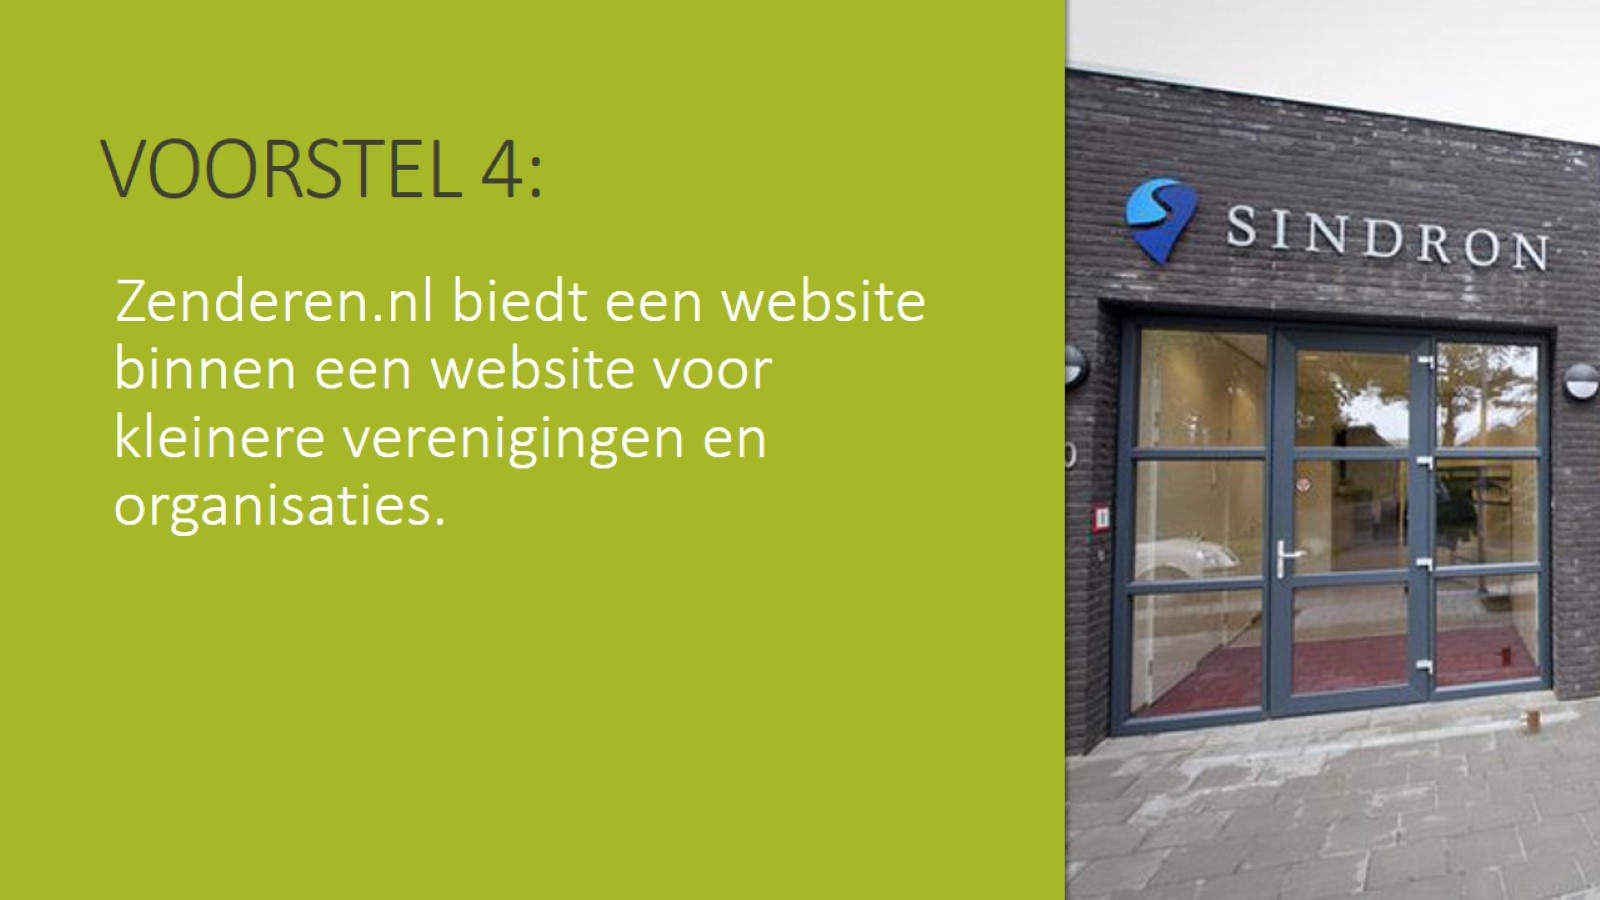 VOORSTEL 4:
Zenderen.nl biedt een website
binnen een website voor
kleinere verenigingen en
organisaties.
SINDRON